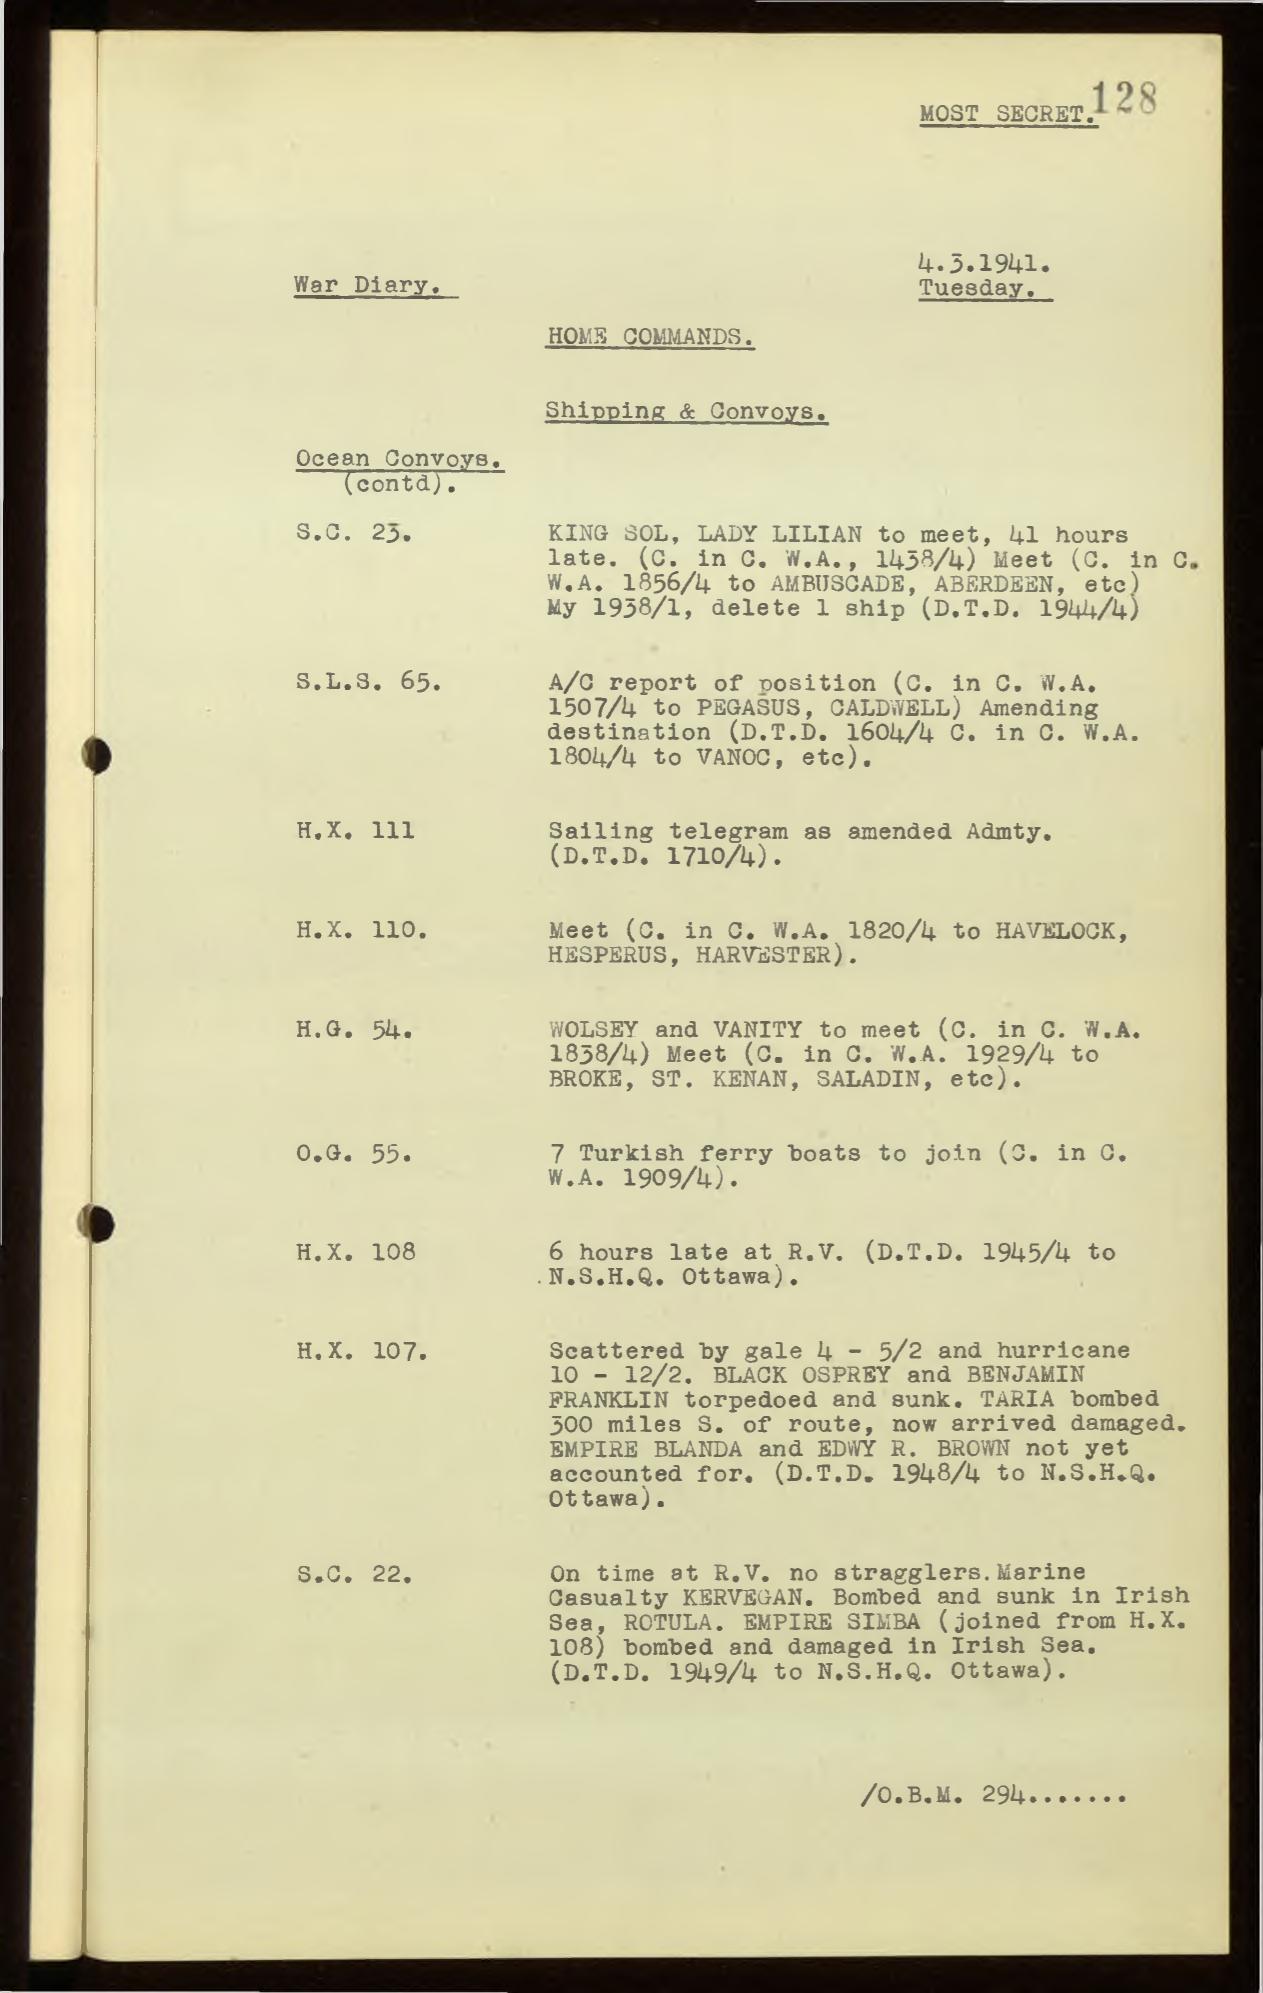 MOST SECRET. 128
4.3.1941.
War Diary. Tuesday.
HOME COMMANDS.
Shipping & Convoys.
Ocean Convoys.
(contd).
S.C. 23. KING SOL, LADY LILIAN to meet, 41 hours
late. (C. in C. W.A., 1438/4) Meet (C. in C.
W.A. 1856/4 to AMBUSCADE, ABERDEEN, etc)
My 1938/1, delete 1 ship (D.T.D. 1944/4)
S.L.S. 65. A/C report of position (C. in C. W.A.
1507/4 to PEGASUS, CALDWELL) Amending
destination (D.T.D. 1604/4 C. in C. W.A.
1804/4 to VANOC, etc).
H.X. 111 Sailing telegram as amended Admty.
(D.T.D. 1710/4).
H.X. 110. Meet (C. in C. W.A. 1820/4 to HAVELOCK,
HESPERUS, HARVESTER).
H.G. 54. WOLSEY and VANITY to meet (C. in C. W.A.
1838/4) Meet (C. in C. W.A. 1929/4 to
BROKE, ST. KENAN, SALADIN, etc).
O.G. 55. 7 Turkish ferry boats to join (C. in C.
W.A. 1909/4).
H.X. 108 6 hours late at R.V. (D.T.D. 1945/4 to
N.S.H.Q. Ottawa).
H.X. 107. Scattered by gale 4 - 5/2 and hurricane
10 - 12/2. BLACK OSPREY and BENJAMIN
FRANKLIN torpedoed and sunk. TARIA bombed
300 miles S. of route, now arrived damaged.
EMPIRE BLANDA and EDWY R. BROWN not yet
accounted for. (D.T.D. 1948/4 to N.S.H.Q.
Ottawa).
S.C. 22. On time at R.V. no stragglers. Marine
Casualty KERVEGAN. Bombed and sunk in Irish
Sea, ROTULA. EMPIRE SIMBA (joined from H.X.
108) bombed and damaged in Irish Sea.
(D.T.D. 1949/4 to N.S.H.Q. Ottawa).
/O.B.M. 294.......